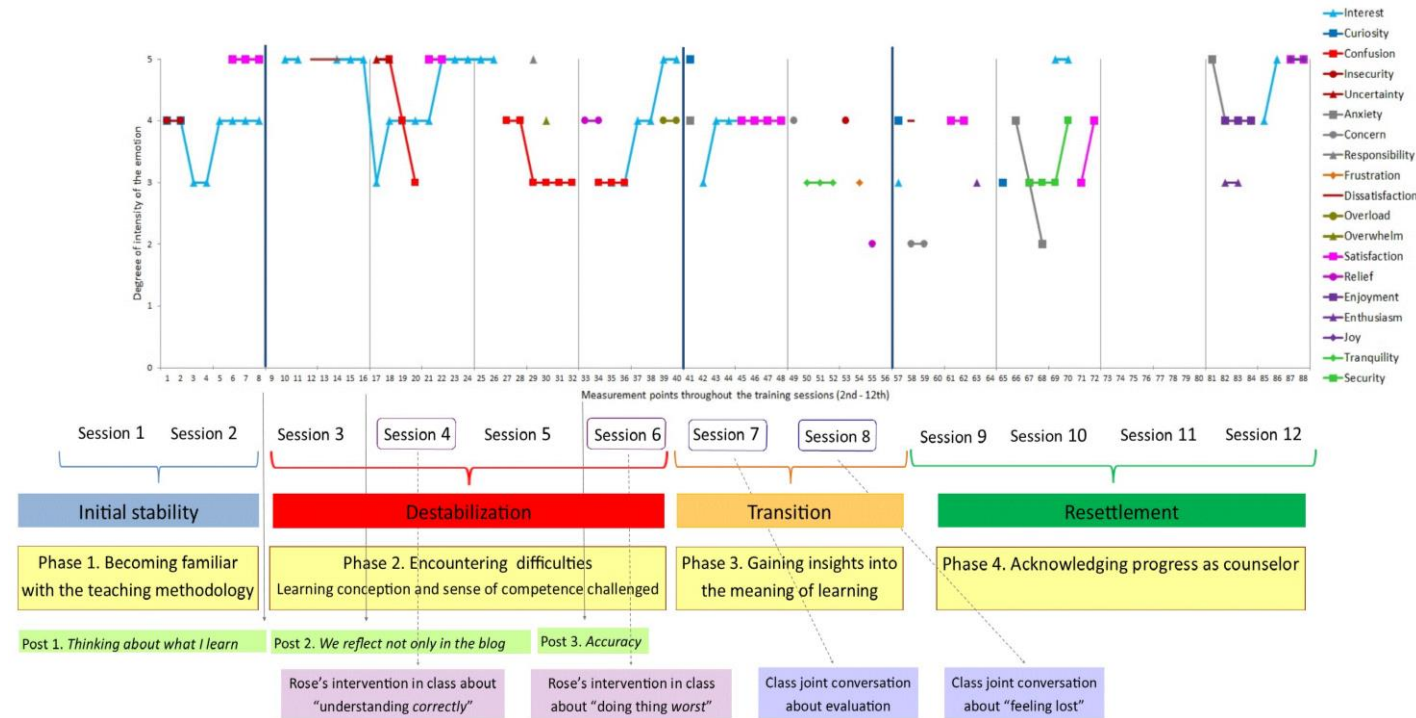 Interest
Curiosity
Confusion
Insecurity
Uncertainty
Anxiety
Concern
Responsibility
Frustration
Dissatisfaction
Overload
Overwhelm
Satisfaction
Relief
Enjoyment
Enthusiasm
Joy
Tranquility
Security
Degreee of intensity of the emotion
5
4
3
2
1
0
1 2 3 4 5 6 7 8 9 10 11 12 13 14 15 16 17 18 19 20 21 22 23 24 25 26 27 28 29 30 31 32 33 34 35 36 37 38 39 40 41 42 43 44 45 46 47 48 49 50 51 52 53 54 55 56 57 58 59 60 61 62 63 64 65 66 67 68 69 70 71 72 73 74 75 76 77 78 79 80 81 82 83 84 85 86 87 88
Measurement points throughout the training sessions (2nd - 12th)
Session 1 Session 2 Session 3 Session 4 Session 5 Session 6 Session 7 Session 8 Session 9 Session 10 Session 11 Session 12
Initial stability
Destabilization
Transition
Resettlement
Phase 1. Becoming familiar
with the teaching methodology
Phase 2. Encountering difficulties
Learning conception and sense of competence challenged
Phase 3. Gaining insights into
the meaning of learning
Phase 4. Acknowledging progress as counselor
Post 1. Thinking about what I learn
Post 2. We reflect not only in the blog
Post 3. Accuracy
Rose's intervention in class about
"understanding correctly"
Rose's intervention in class
about "doing thing worst"
Class joint conversation
about evaluation
Class joint conversation
about "feeling lost"